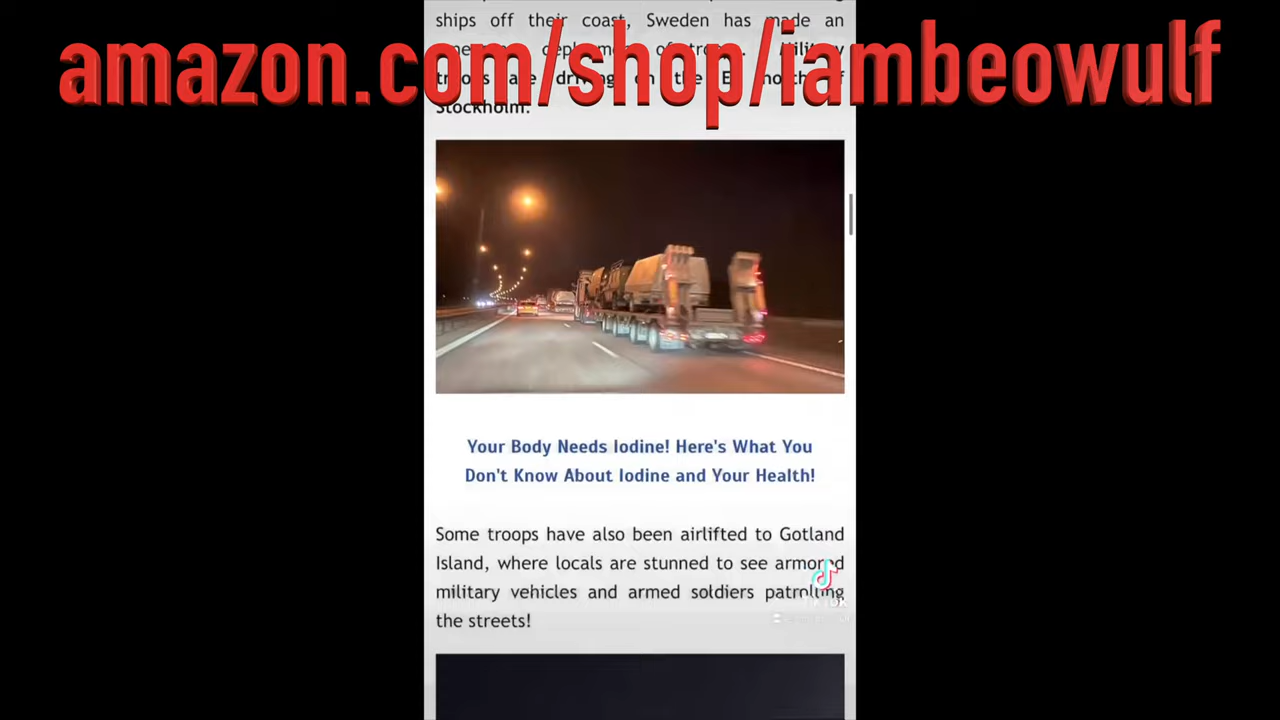 ships off their coast, Sweden has made an
amazon.com/shop/iambeowulf
Stockholm.
Your Body Needs Iodine! Here's What You
Don't Know About Iodine and Your Health!
Some troops have also been airlifted to Gotland
Island, where locals are stunned to see armored
military vehicles and armed soldiers patrolling
the streets!
TikTok